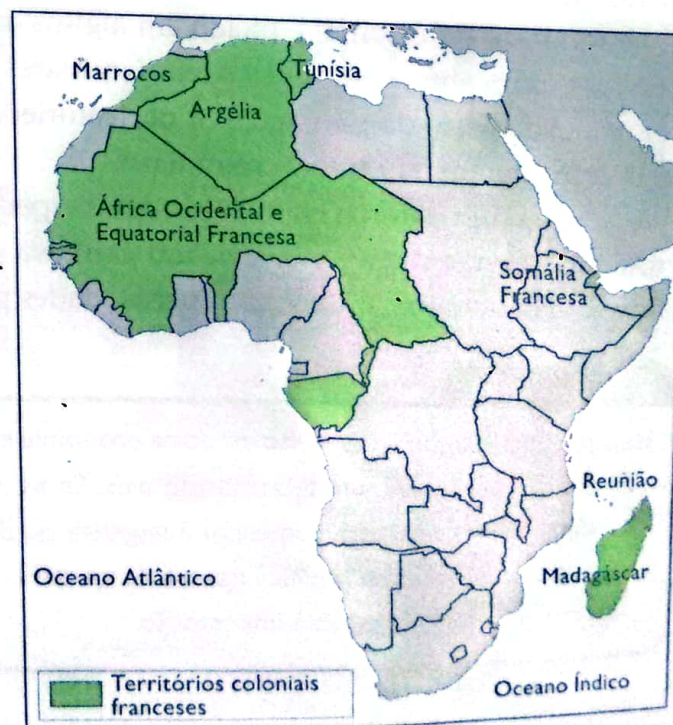 Marrocos
Tunísia
Argélia
África Ocidental e
Equatorial Francesa
Somália
Francesa
Reunião
Madagáscar
Oceano Atlântico
Oceano Índico
Territórios coloniais
franceses